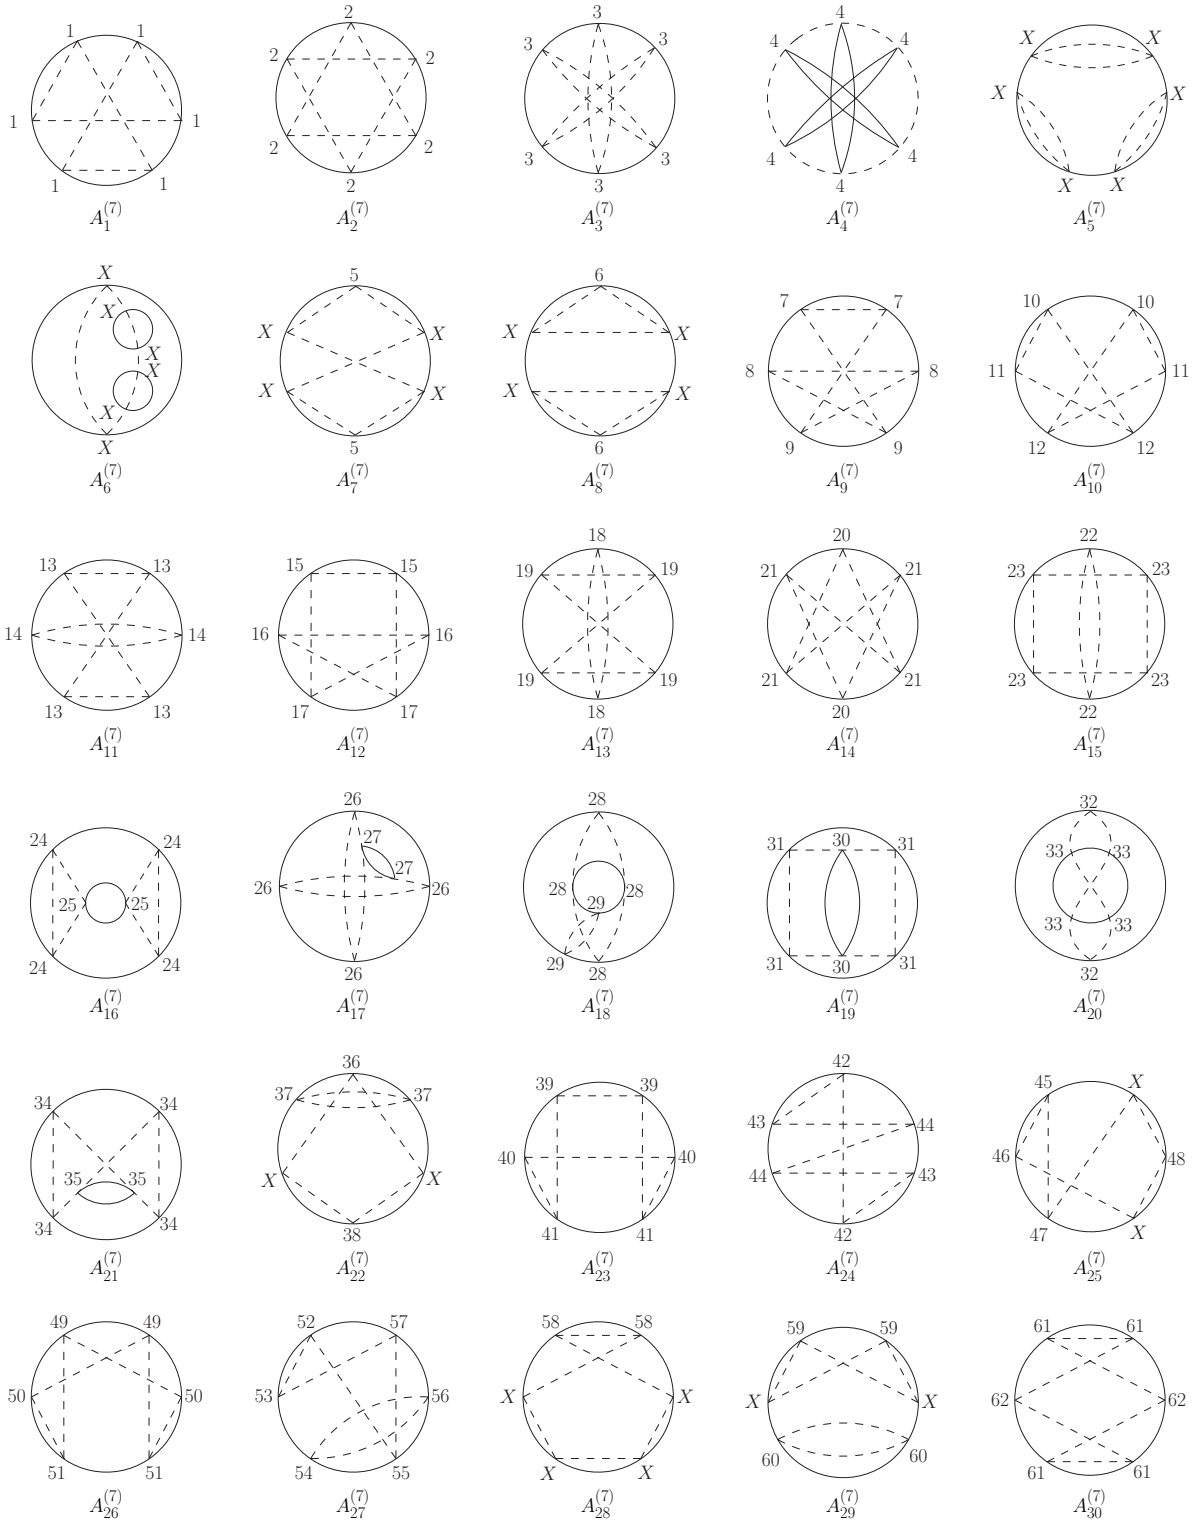 1 1 1 1 1 1
A_1^{(7)}
2 2 2 2 2 2
A_2^{(7)}
3 3 3 3 3 3
A_3^{(7)}
4 4 4 4 4 4
A_4^{(7)}
X X X X X X
A_5^{(7)}
X X X X X X
A_6^{(7)}
5 X X X X 5
A_7^{(7)}
6 X X X X 6
A_8^{(7)}
7 7 8 8 9 9
A_9^{(7)}
10 10 11 11 12 12
A_{10}^{(7)}
13 13 14 14 13 13
A_{11}^{(7)}
15 15 16 16 17 17
A_{12}^{(7)}
18 19 19 19 19 18
A_{13}^{(7)}
20 21 21 21 21 20
A_{14}^{(7)}
22 23 23 23 23 22
A_{15}^{(7)}
24 24 25 25 24 24
A_{16}^{(7)}
26 27 27 26 26 26
A_{17}^{(7)}
28 28 28 29 29 28
A_{18}^{(7)}
31 30 31 31 30 31
A_{19}^{(7)}
32 33 33 33 33 32
A_{20}^{(7)}
34 34 35 35 34 34
A_{21}^{(7)}
36 37 37 X X 38
A_{22}^{(7)}
39 39 40 40 41 41
A_{23}^{(7)}
42 43 44 44 43 42
A_{24}^{(7)}
45 X 46 48 47 X
A_{25}^{(7)}
49 49 50 50 51 51
A_{26}^{(7)}
52 57 53 56 54 55
A_{27}^{(7)}
58 58 X X X X
A_{28}^{(7)}
59 59 X X 60 60
A_{29}^{(7)}
61 61 62 62 61 61
A_{30}^{(7)}